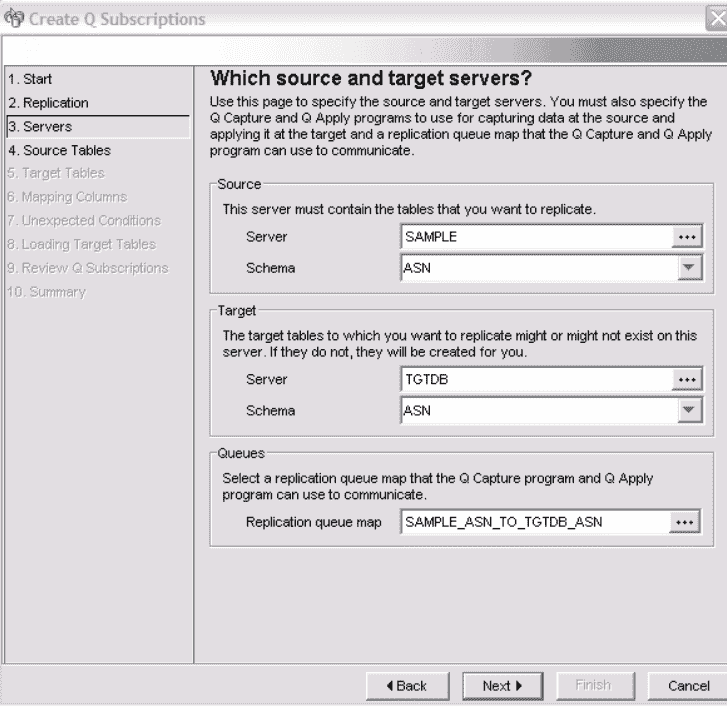 Create Q Subscriptions
1. Start
2. Replication
3. Servers
4. Source Tables
5. Target Tables
6. Mapping Columns
7. Unexpected Conditions
8. Loading Target Tables
9. Review Q Subscriptions
10. Summary
Which source and target servers?
Use this page to specify the source and target servers. You must also specify the
Q Capture and Q Apply programs to use for capturing data at the source and
applying it at the target and a replication queue map that the Q Capture and Q Apply
program can use to communicate.
Source
This server must contain the tables that you want to replicate.
Server SAMPLE ...
Schema ASN
Target
The target tables to which you want to replicate might or might not exist on this
server. If they do not, they will be created for you.
Server TGTDB ...
Schema ASN
Queues
Select a replication queue map that the Q Capture program and Q Apply
program can use to communicate.
Replication queue map SAMPLE_ASN_TO_TGTDB_ASN ...
Back Next Finish Cancel